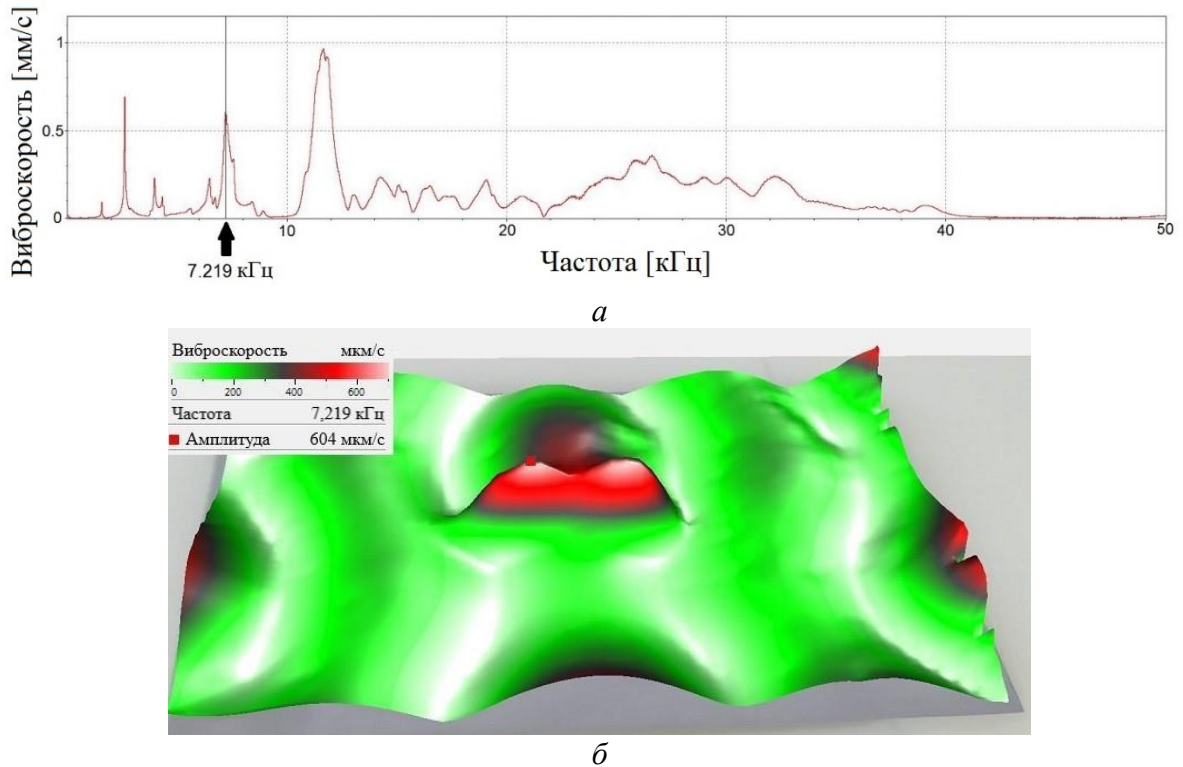 Виброскорость [мм/с]
1
0.5
0
10
20
30
40
50
7.219 кГц
Частота [кГц]
а
Виброскорость мкм/с
0 200 400 600
Частота 7,219 кГц
Амплитуда 604 мкм/с
б